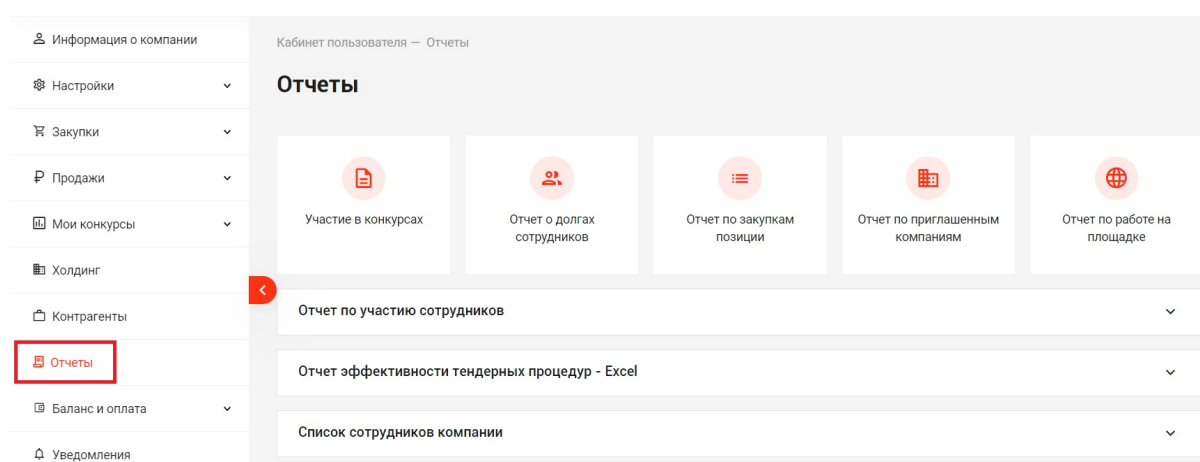 Информация о компании
Настройки
Закупки
Продажи
Мои конкурсы
Холдинг
Контрагенты
Отчеты
Баланс и оплата
Уведомления
Кабинет пользователя — Отчеты
Отчеты
Участие в конкурсах
Отчет о долгах
сотрудников
Отчет по закупкам
позиции
Отчет по приглашенным
компаниям
Отчет по работе на
площадке
Отчет по участию сотрудников
Отчет эффективности тендерных процедур - Excel
Список сотрудников компании